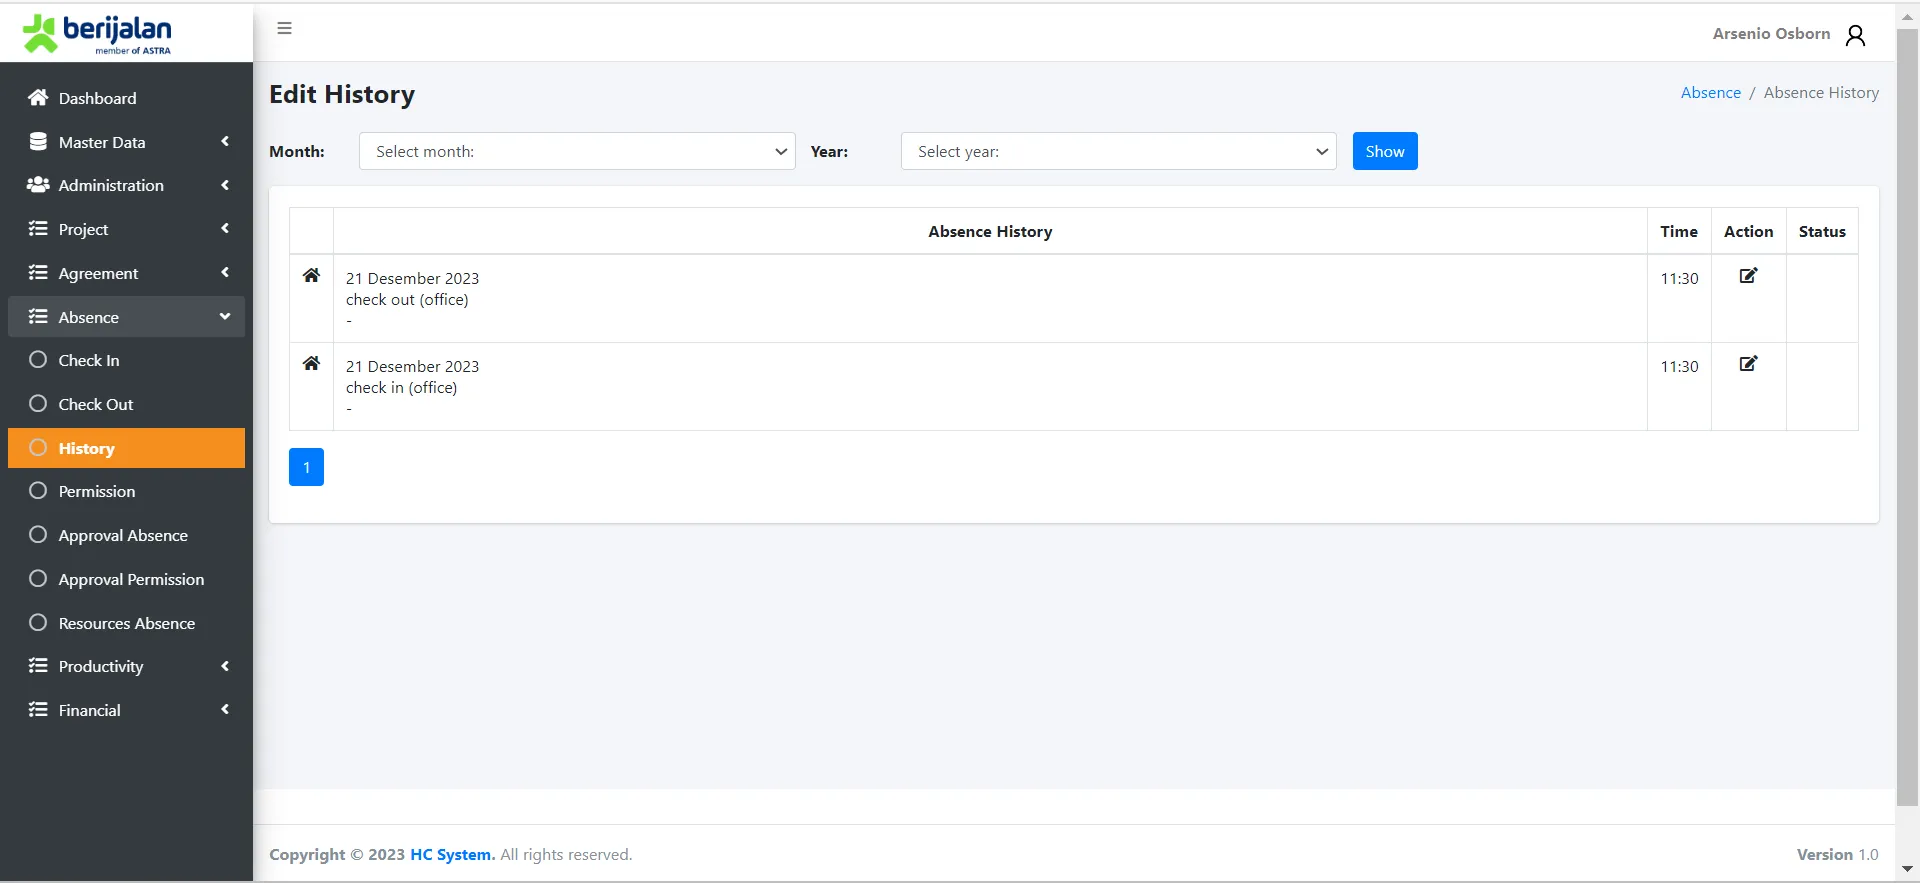 berijalan
member of ASTRA
Arsenio Osborn
Dashboard
Master Data
Administration
Project
Agreement
Absence
Check In
Check Out
History
Permission
Approval Absence
Approval Permission
Resources Absence
Productivity
Financial
Edit History
Absence / Absence History
Month: Select month: Year: Select year: Show
Absence History Time Action Status
21 Desember 2023 11:30
check out (office)
-
21 Desember 2023 11:30
check in (office)
-
1
Copyright © 2023 HC System. All rights reserved.
Version 1.0